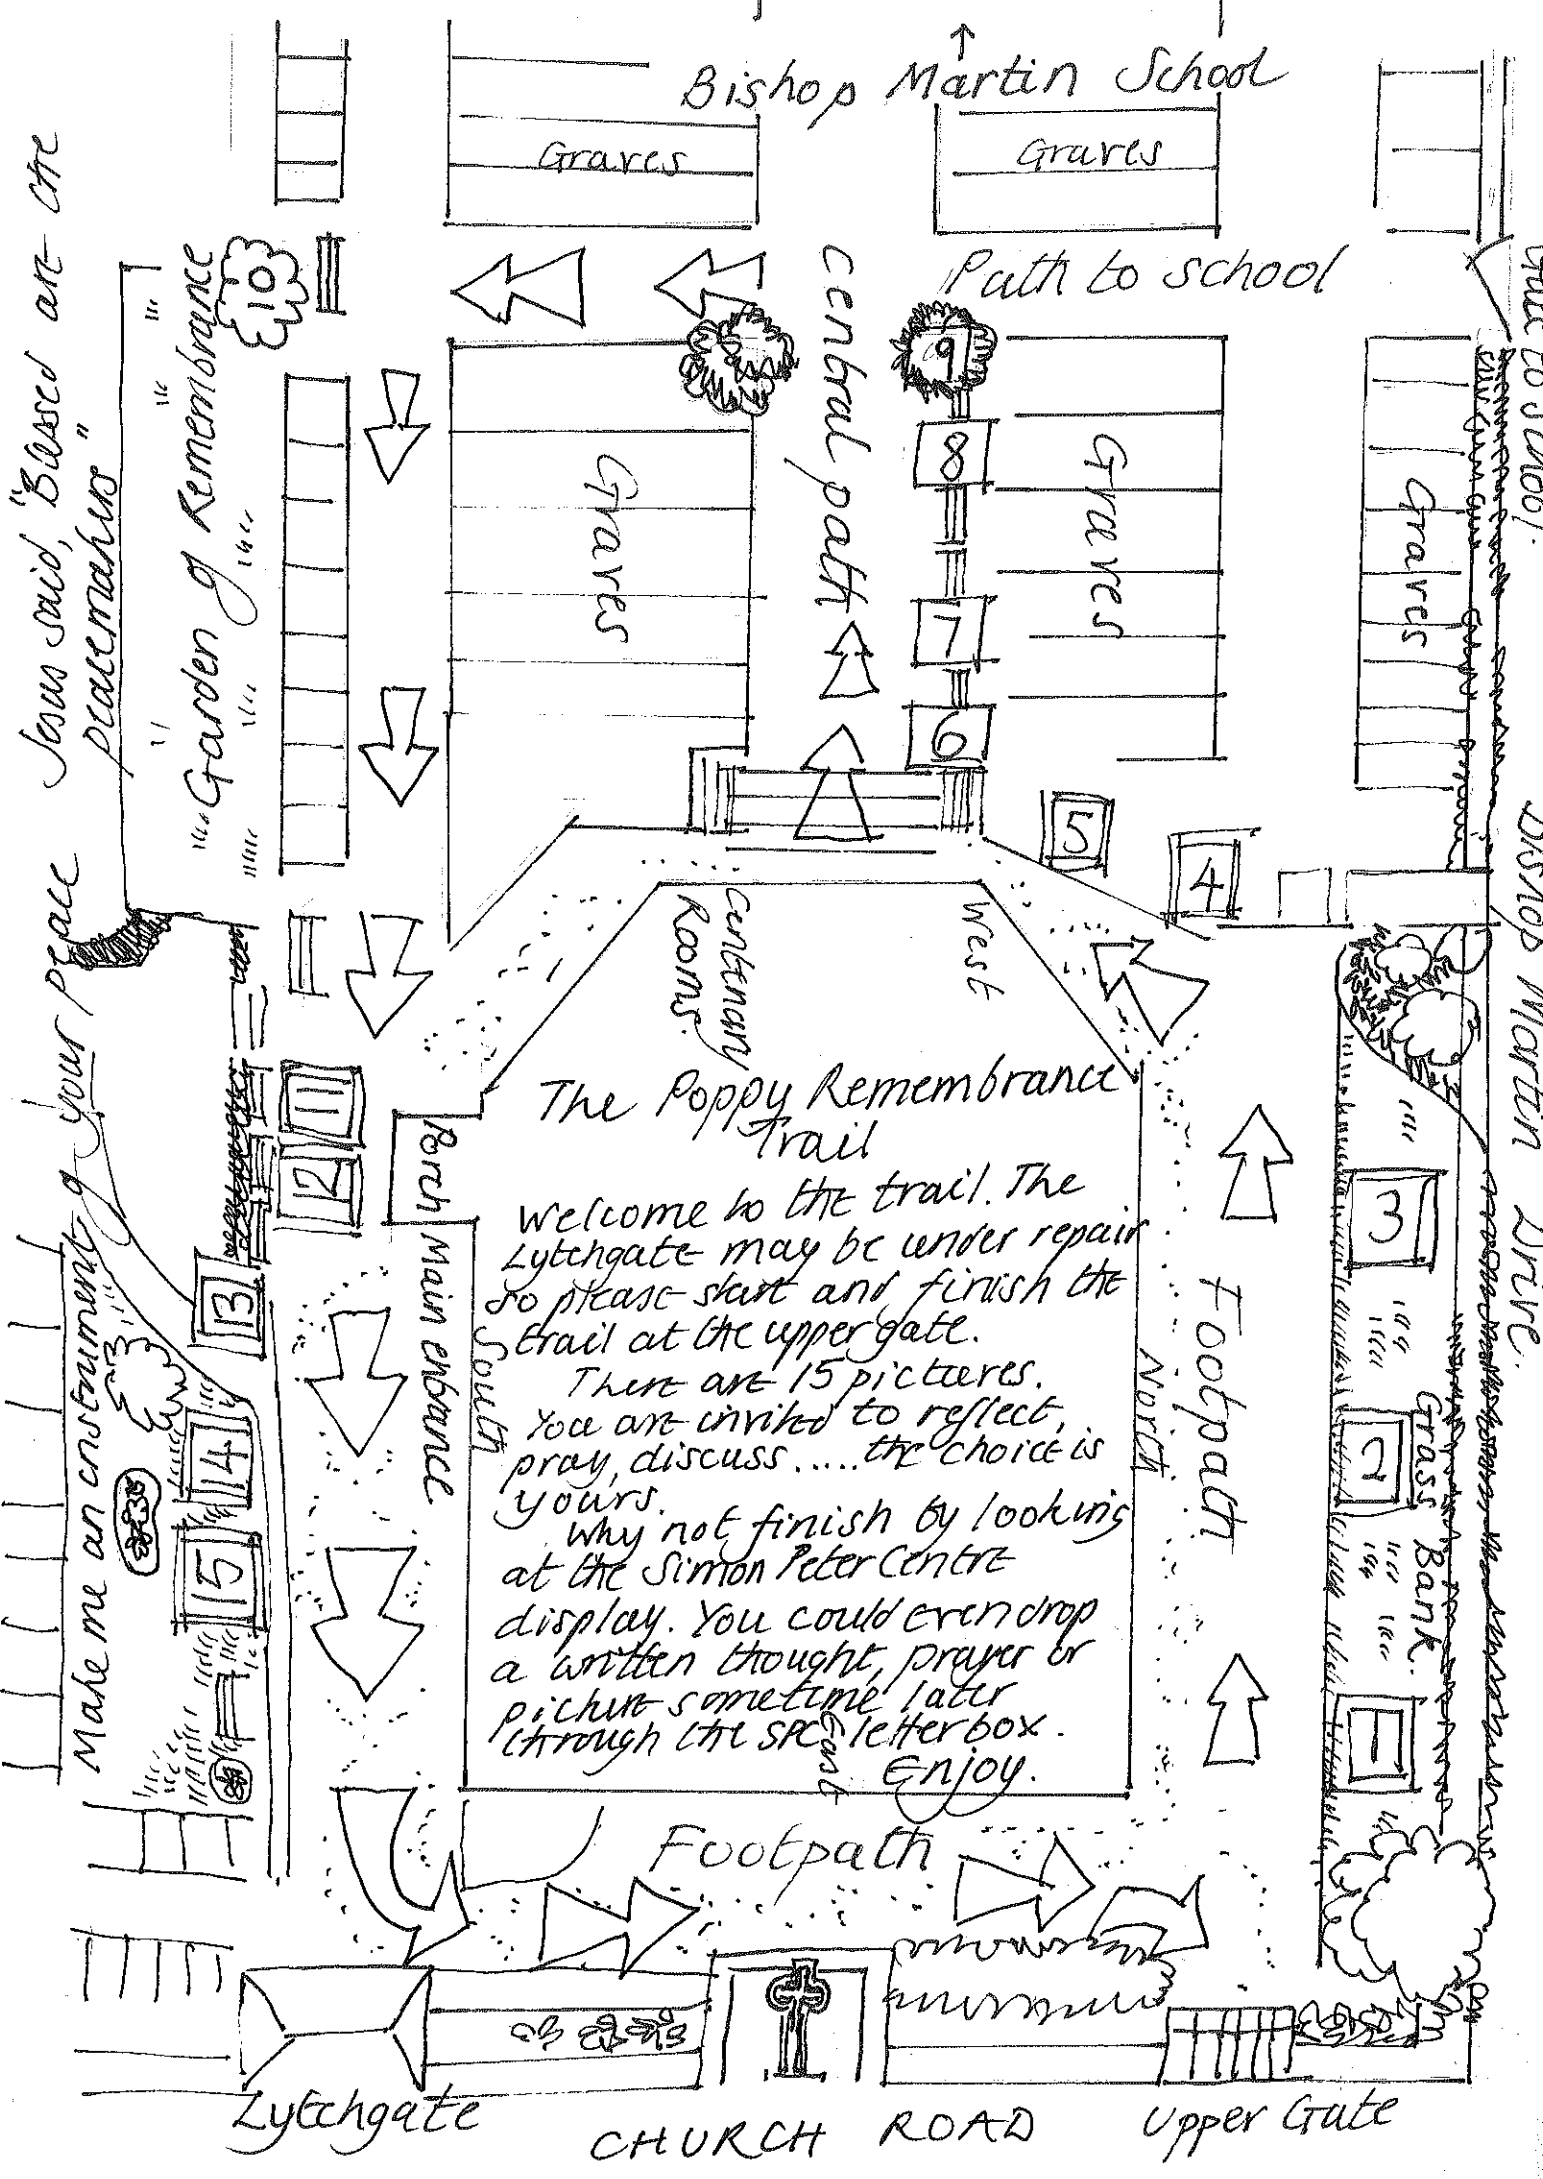 Bishop Martin School
Graves
Graves
Path to school
Gate to School.
central path
10
9
8
7
6
5
4
3
2
1
Graves
Graves
Graves
Garden of Remembrance
Jesus said, "Blessed are the
peacemakers"
Bishop Martin Drive.
Centenary
Rooms.
West
The Poppy Remembrance
Trail
Welcome to the trail. The
Lytchgate may be under repair
so please start and finish the
trail at the upper gate.
There are 15 pictures.
You are invited to reflect,
pray, discuss.....the choice is
yours.
Why not finish by looking
at the Simon Peter Centre
display. You could even drop
a written thought, prayer or
picture sometime later
through the SPC letterbox.
Enjoy.
East
North
South
Porch Main entrance
Footpath
Grass Bank.
11
12
13
14
15
Make me an instrument of your peace
Footpath
Lytchgate
CHURCH ROAD
Upper Gate